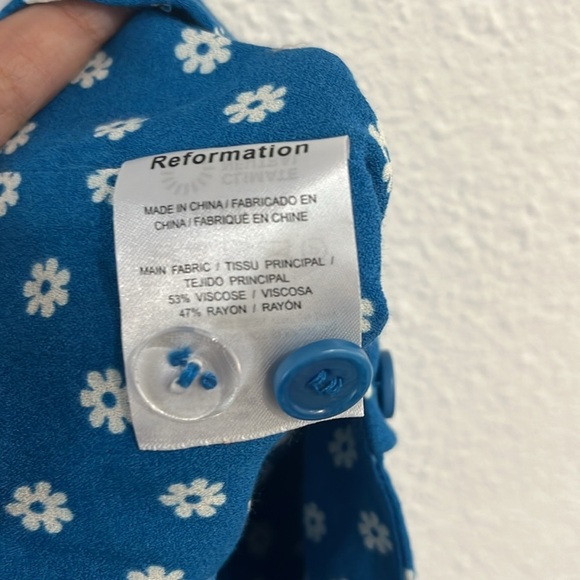 Reformation
MADE IN CHINA / FABRICADO EN
CHINA / FABRIQUÉ EN CHINE
MAIN FABRIC / TISSU PRINCIPAL /
TEJIDO PRINCIPAL
53% VISCOSE / VISCOSA
47% RAYON / RAYÓN